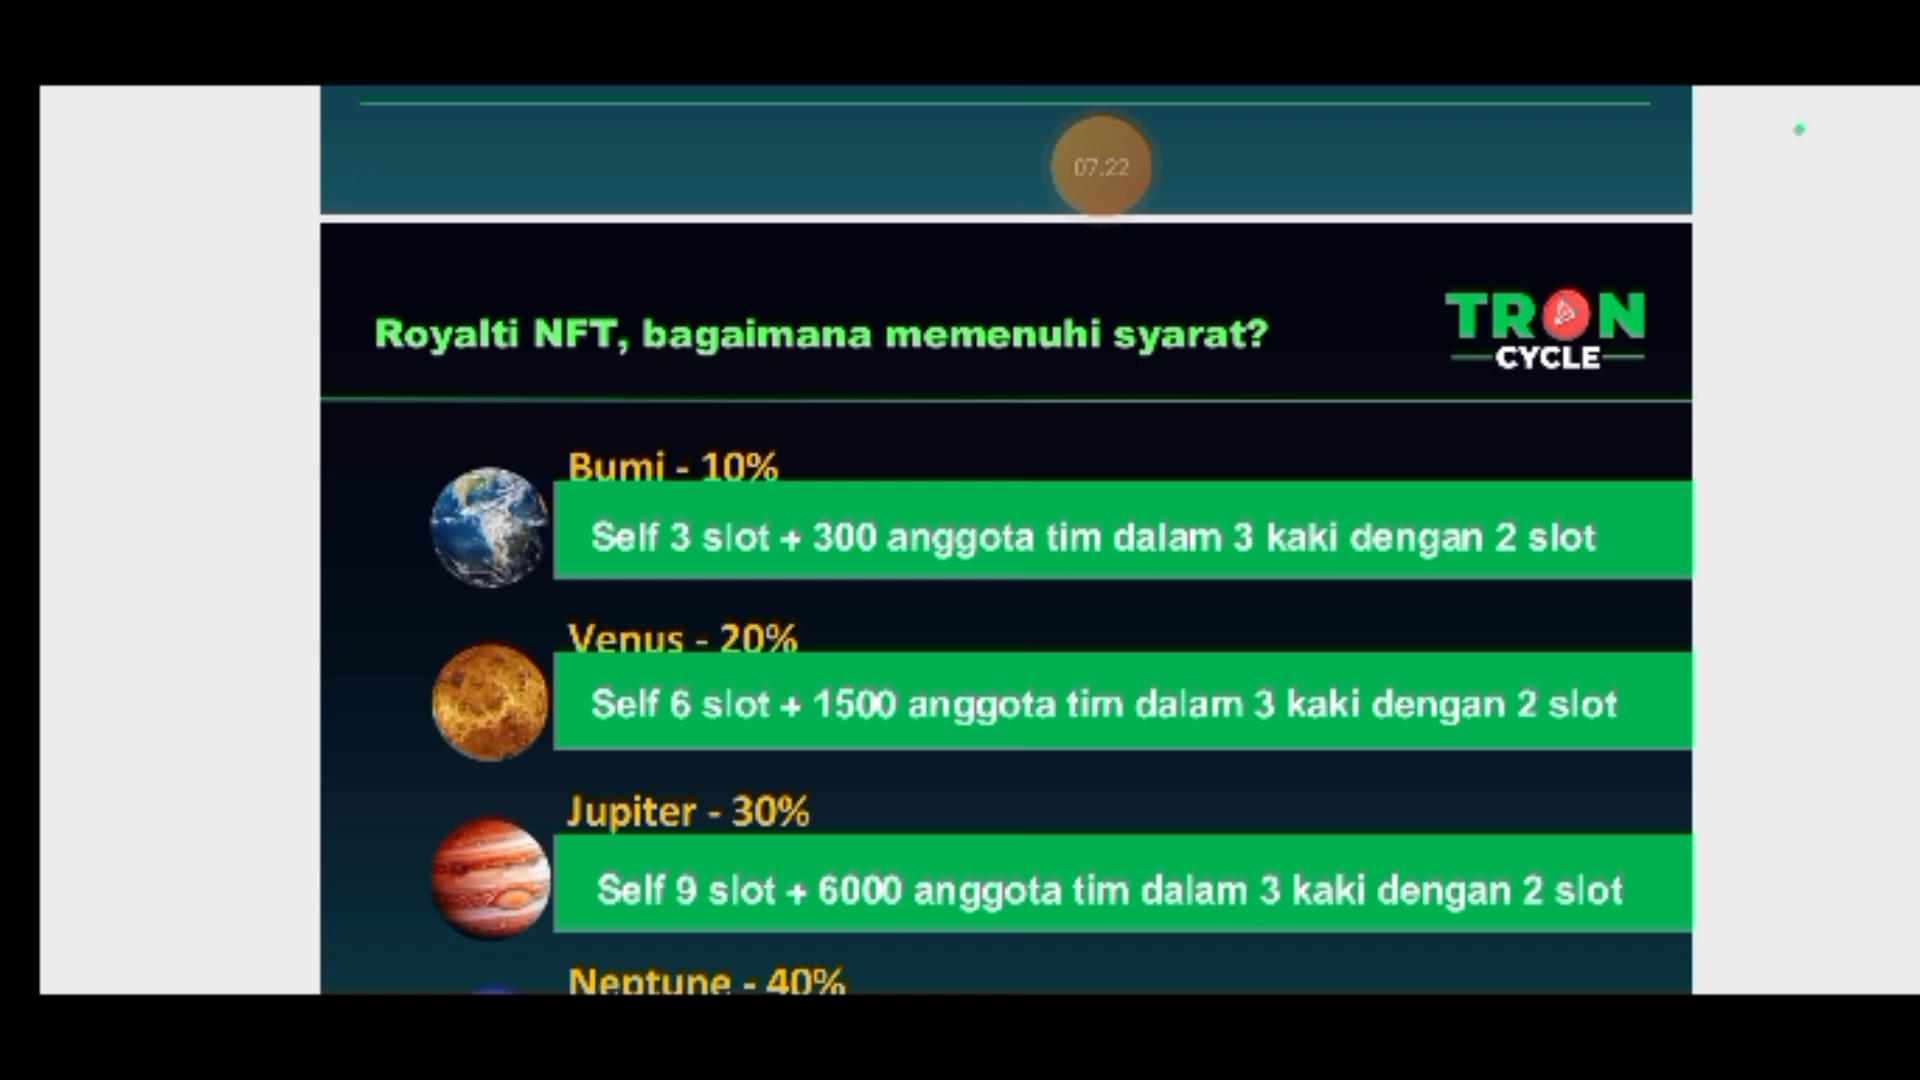 07.22
Royalti NFT, bagaimana memenuhi syarat?
TRON
CYCLE
Bumi - 10%
Self 3 slot + 300 anggota tim dalam 3 kaki dengan 2 slot
Venus - 20%
Self 6 slot + 1500 anggota tim dalam 3 kaki dengan 2 slot
Jupiter - 30%
Self 9 slot + 6000 anggota tim dalam 3 kaki dengan 2 slot
Neptune - 40%